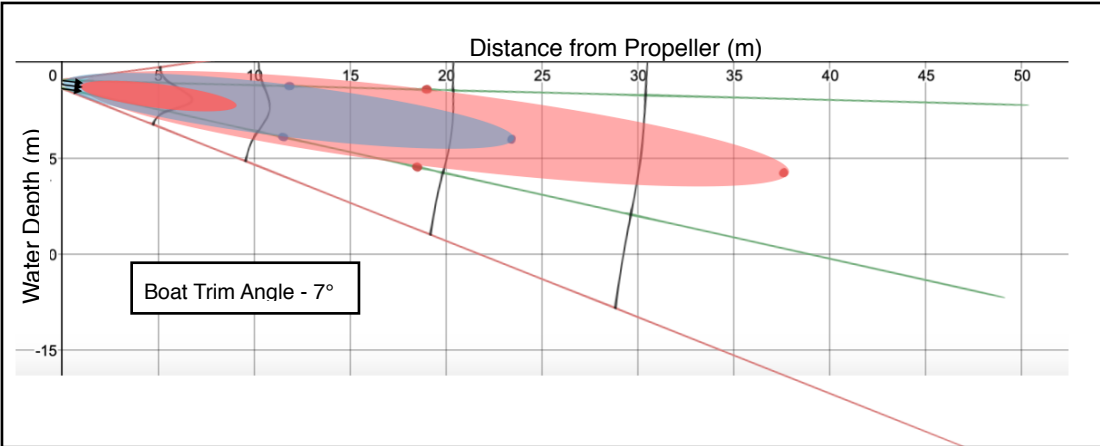 Distance from Propeller (m)
0 5 10 15 20 25 30 35 40 45 50
Water Depth (m)
5
0
-15
Boat Trim Angle - 7°